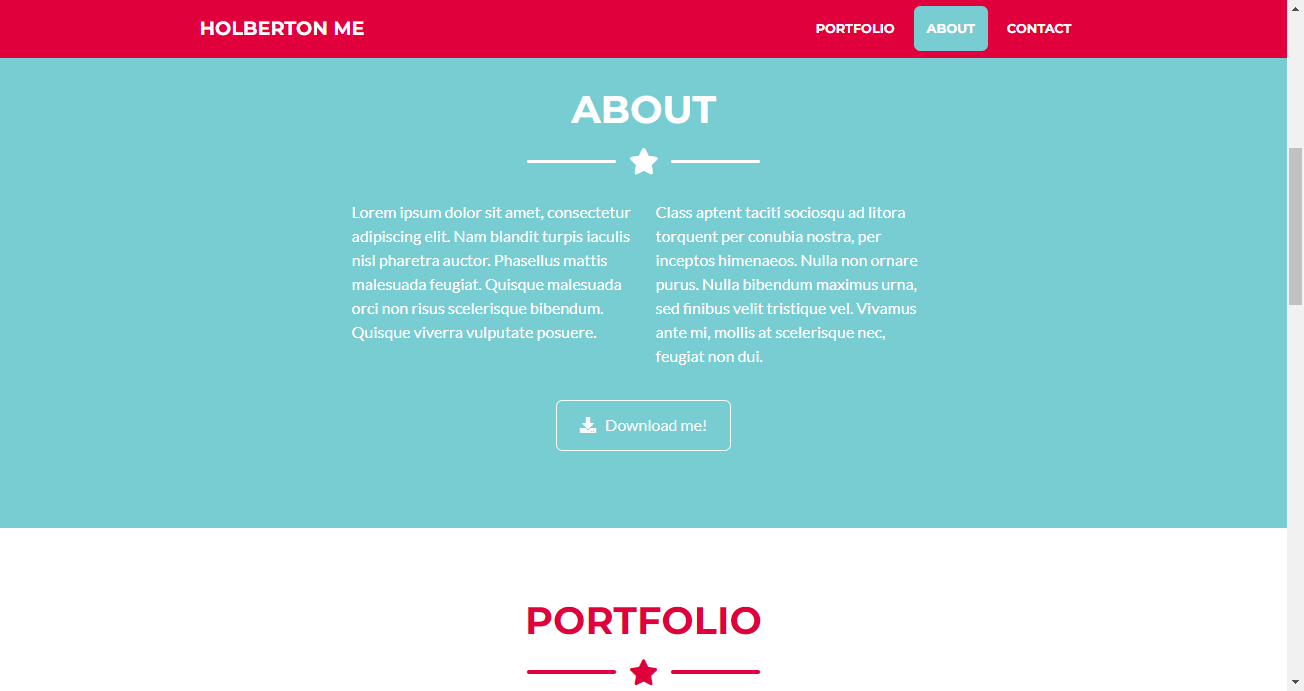 HOLBERTON ME
PORTFOLIO
ABOUT
CONTACT
ABOUT
Lorem ipsum dolor sit amet, consectetur
adipiscing elit. Nam blandit turpis iaculis
nisl pharetra auctor. Phasellus mattis
malesuada feugiat. Quisque malesuada
orci non risus scelerisque bibendum.
Quisque viverra vulputate posuere.
Class aptent taciti sociosqu ad litora
torquent per conubia nostra, per
inceptos himenaeos. Nulla non ornare
purus. Nulla bibendum maximus urna,
sed finibus velit tristique vel. Vivamus
ante mi, mollis at scelerisque nec,
feugiat non dui.
Download me!
PORTFOLIO